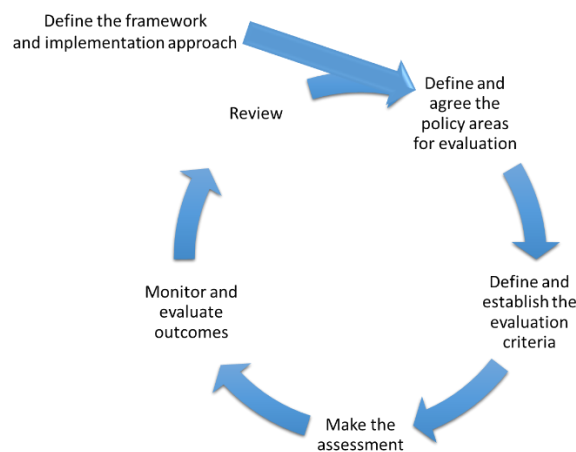 Define the framework
and implementation approach
Define and
agree the
policy areas
for evaluation
Review
Define and
establish the
evaluation
criteria
Make the
assessment
Monitor and
evaluate
outcomes